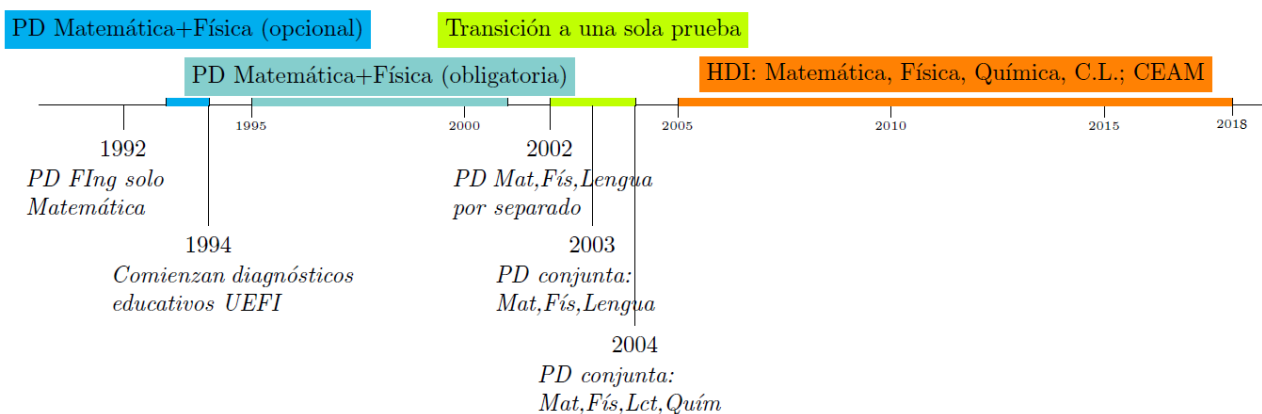 PD Matemática+Física (opcional)
Transición a una sola prueba
PD Matemática+Física (obligatoria)
HDI: Matemática, Física, Química, C.L.; CEAM
1995
2000
2005
2010
2015
2018
1992
PD FIng solo
Matemática
2002
PD Mat,Fís,Lengua
por separado
1994
Comienzan diagnósticos
educativos UEFI
2003
PD conjunta:
Mat,Fís,Lengua
2004
PD conjunta:
Mat,Fís,Lct,Quím